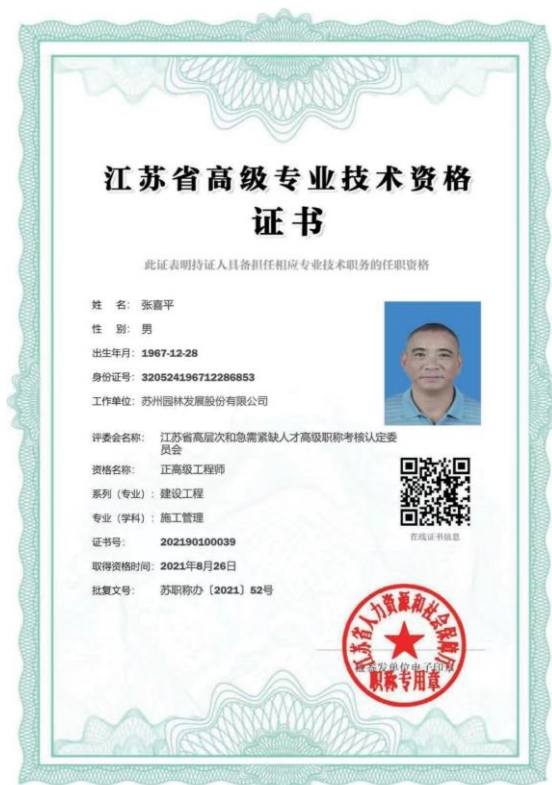 江苏省高级专业技术资格
证书
此证表明持证人具备担任相应专业技术职务的任职资格
姓 名： 张喜平
性 别： 男
出生年月：1967-12-28
身份证号：320524196712286853
工作单位：苏州园林发展股份有限公司
评委会名称： 江苏省高层次和急需紧缺人才高级职称考核认定委
员会
资格名称： 正高级工程师
系列（专业）：建设工程
专业（学科）：施工管理
证书号： 202190100039
取得资格时间：2021年8月26日
批复文号： 苏职称办〔2021〕52号
在线证书信息
江苏省人力资源和社会保障厅
职称专用章